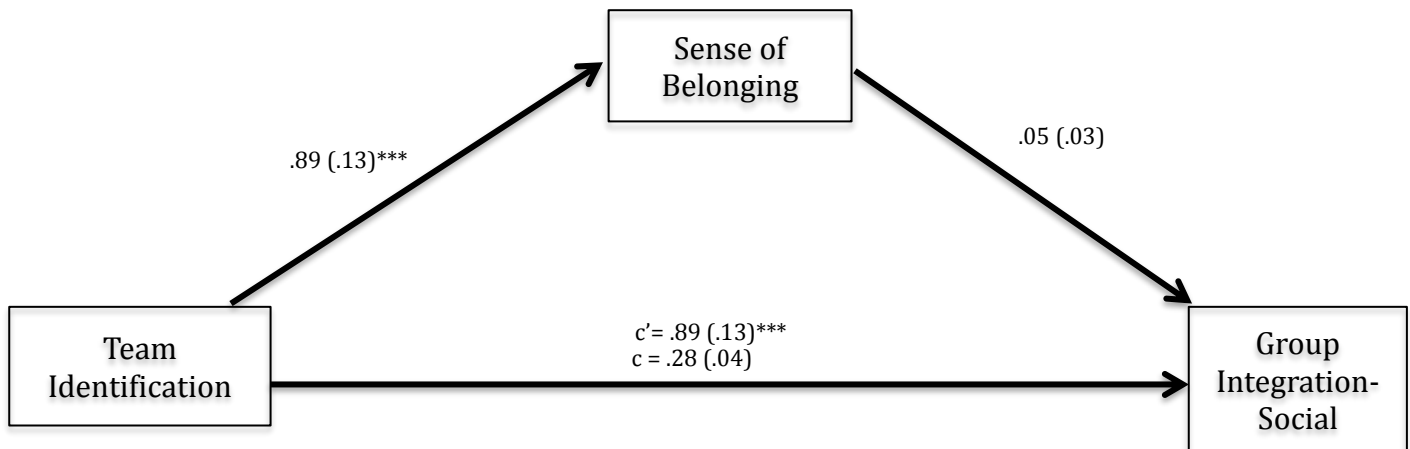 Sense of
Belonging
.89 (.13)***
.05 (.03)
c’= .89 (.13)***
c = .28 (.04)
Team
Identification
Group
Integration-
Social